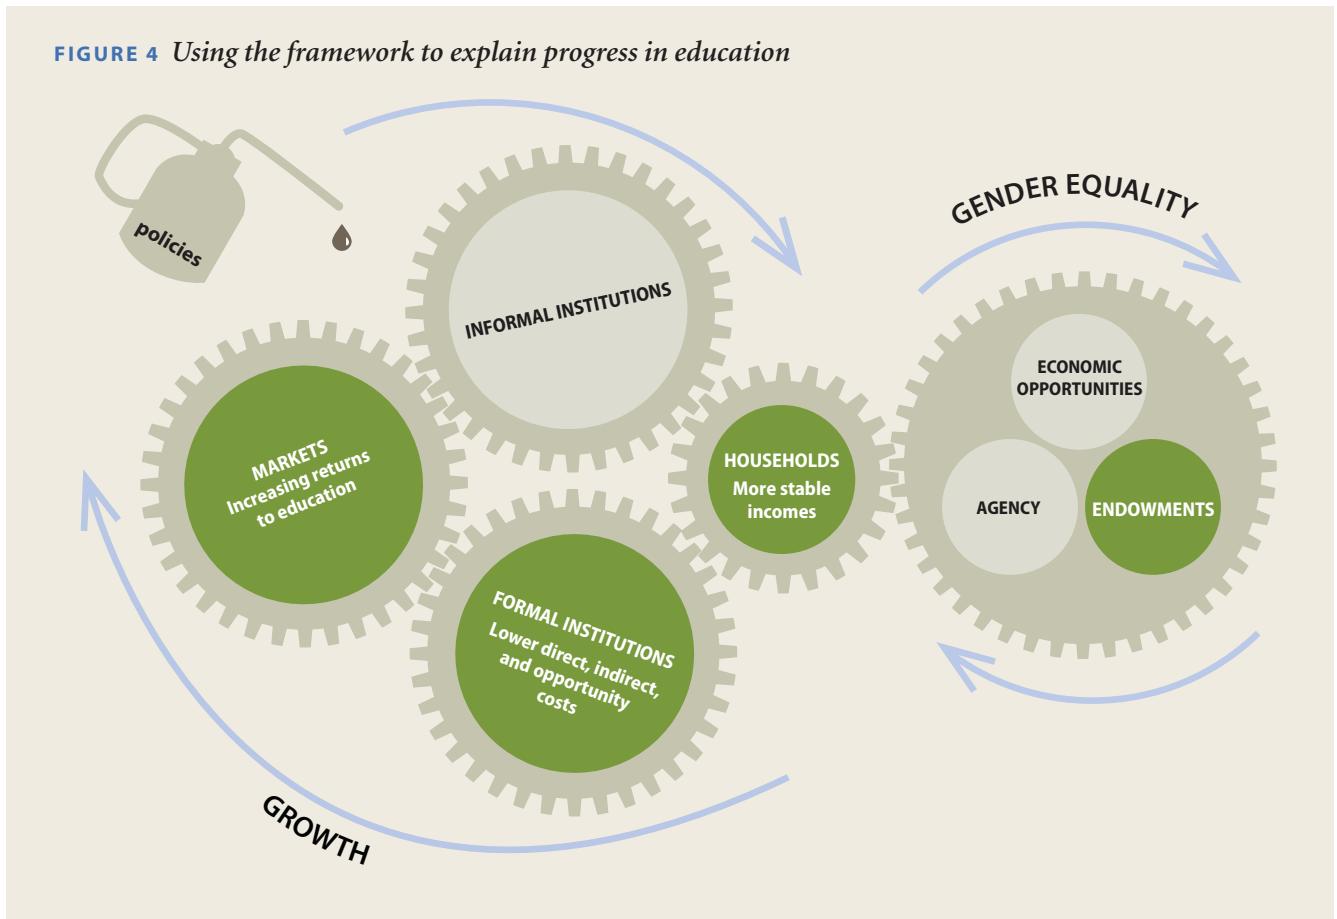 FIGURE 4 Using the framework to explain progress in education
policies
INFORMAL INSTITUTIONS
MARKETS
Increasing returns
to education
FORMAL INSTITUTIONS
Lower direct, indirect,
and opportunity
costs
HOUSEHOLDS
More stable
incomes
GENDER EQUALITY
ECONOMIC
OPPORTUNITIES
AGENCY
ENDOWMENTS
GROWTH